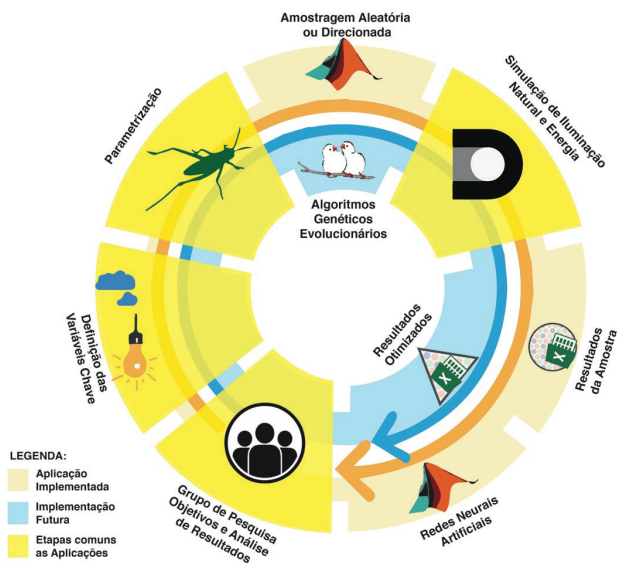 Amostragem Aleatória
ou Direcionada
Simulação de Iluminação
Natural e Energia
Parametrização
Algoritmos
Genéticos
Evolucionários
Resultados
Otimizados
Resultados
da Amostra
Definição das
Variáveis Chave
Grupo de Pesquisa
Objetivos e Análise
de Resultados
Redes Neurais
Artificiais
LEGENDA:
Aplicação
Implementada
Implementação
Futura
Etapas comuns
as Aplicações